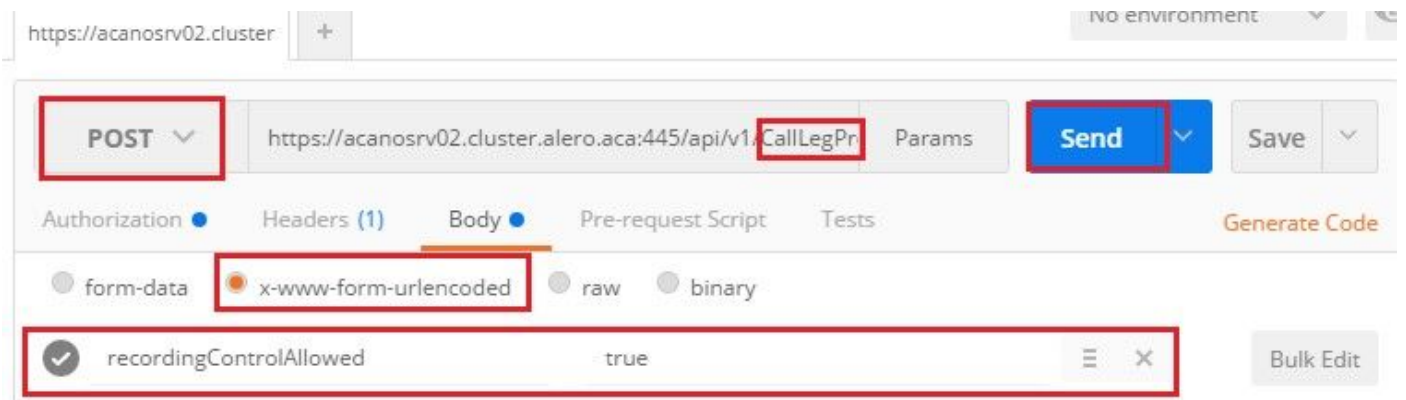 https://acanosrv02.cluster + No environment
POST https://acanosrv02.cluster.alero.aca:445/api/v1/CallLegPr Params Send Save
Authorization Headers (1) Body Pre-request Script Tests Generate Code
form-data x-www-form-urlencoded raw binary
recordingControlAllowed true Bulk Edit